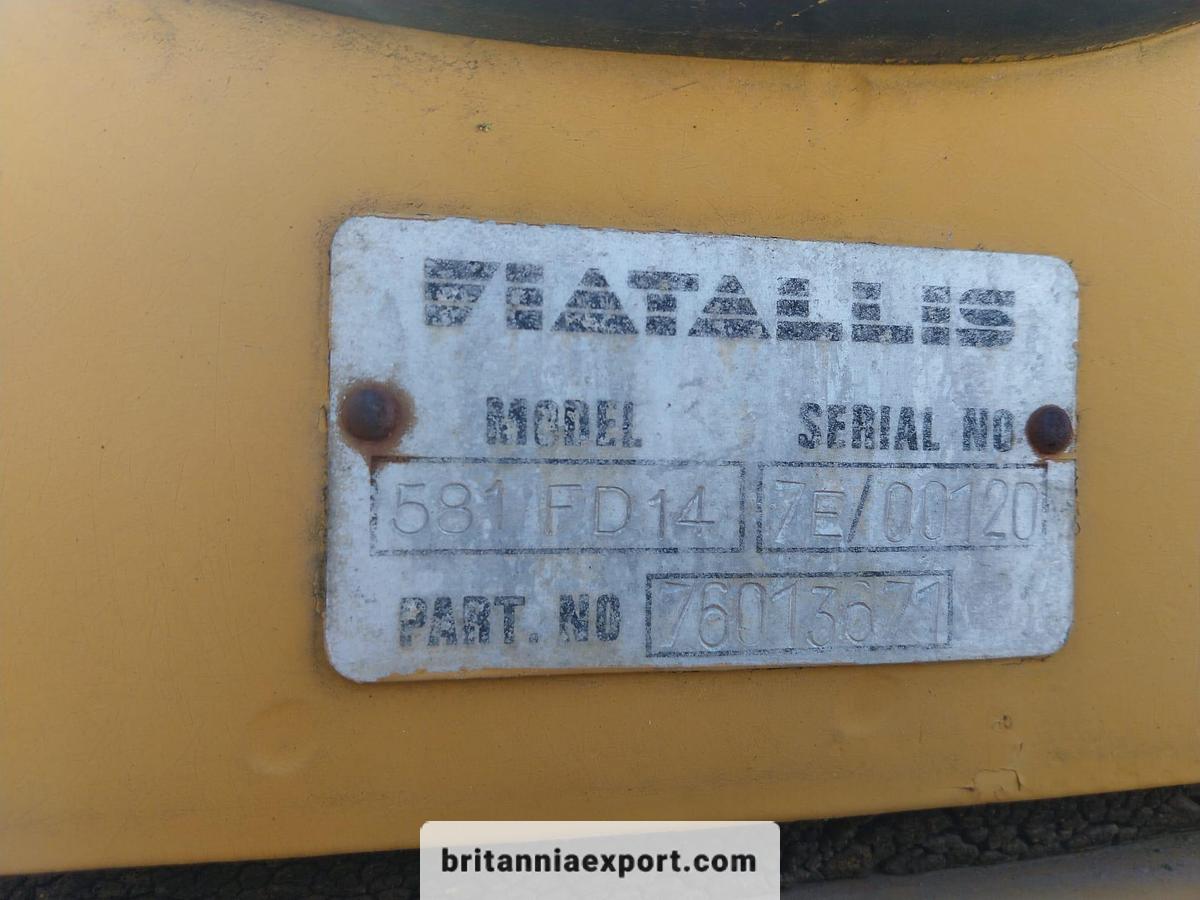 FIATALLIS
MODEL SERIAL NO
581 FD14 7E/00120
PART. NO 76013671
britanniaexport.com